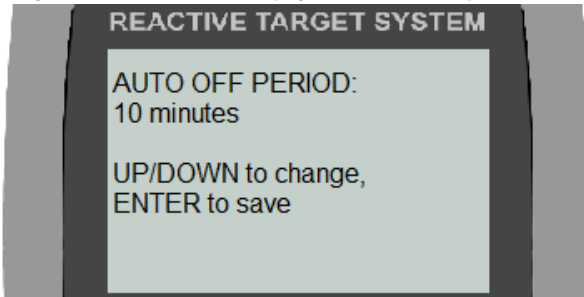 REACTIVE TARGET SYSTEM
AUTO OFF PERIOD:
10 minutes
UP/DOWN to change,
ENTER to save